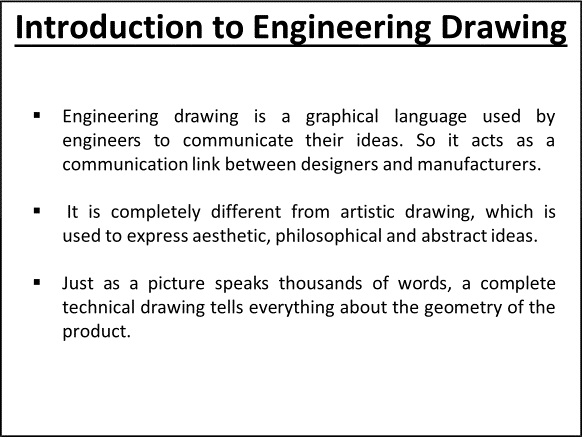 Introduction to Engineering Drawing
▪ Engineering drawing is a graphical language used by
engineers to communicate their ideas. So it acts as a
communication link between designers and manufacturers.
▪ It is completely different from artistic drawing, which is
used to express aesthetic, philosophical and abstract ideas.
▪ Just as a picture speaks thousands of words, a complete
technical drawing tells everything about the geometry of the
product.